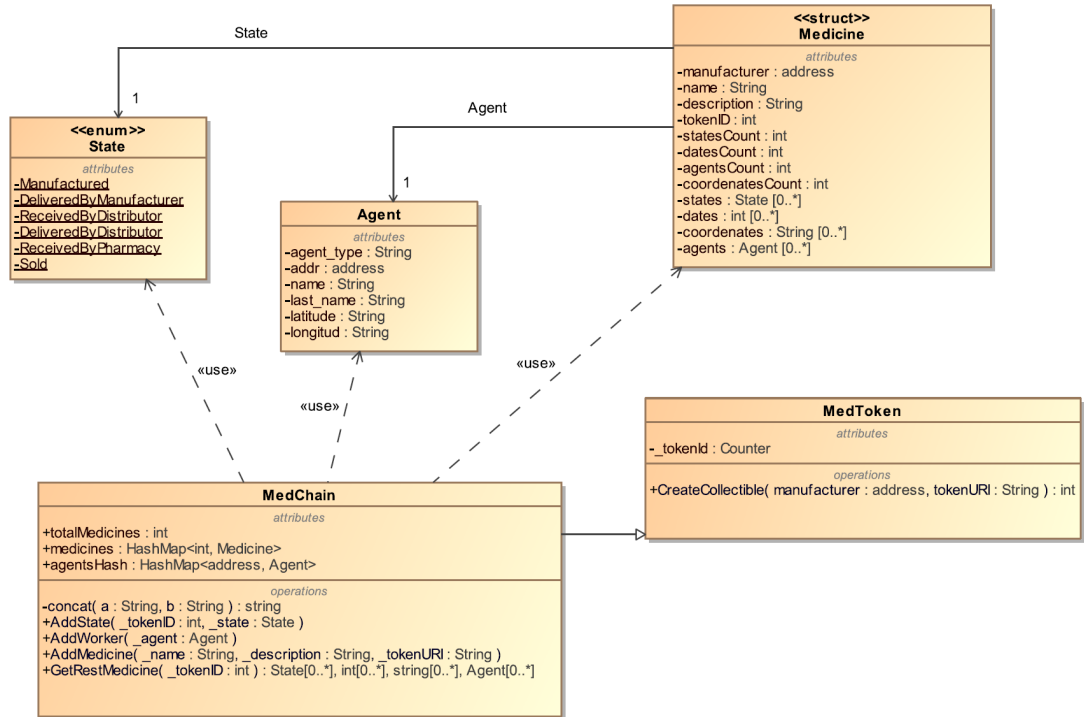 State
1
Agent
1
<<struct>>
Medicine
attributes
-manufacturer : address
-name : String
-description : String
-tokenID : int
-statesCount : int
-datesCount : int
-agentsCount : int
-coordenatesCount : int
-states : State [0..*]
-dates : int [0..*]
-coordenates : String [0..*]
-agents : Agent [0..*]
<<enum>>
State
attributes
-Manufactured
-DeliveredByManufacturer
-ReceivedByDistributor
-DeliveredByDistributor
-ReceivedByPharmacy
-Sold
Agent
attributes
-agent_type : String
-addr : address
-name : String
-last_name : String
-latitude : String
-longitud : String
«use»
«use»
«use»
MedToken
attributes
-_tokenId : Counter
operations
+CreateCollectible( manufacturer : address, tokenURI : String ) : int
MedChain
attributes
+totalMedicines : int
+medicines : HashMap<int, Medicine>
+agentsHash : HashMap<address, Agent>
operations
-concat( a : String, b : String ) : string
+AddState( _tokenID : int, _state : State )
+AddWorker( _agent : Agent )
+AddMedicine( _name : String, _description : String, _tokenURI : String )
+GetRestMedicine( _tokenID : int ) : State[0..*], int[0..*], string[0..*], Agent[0..*]